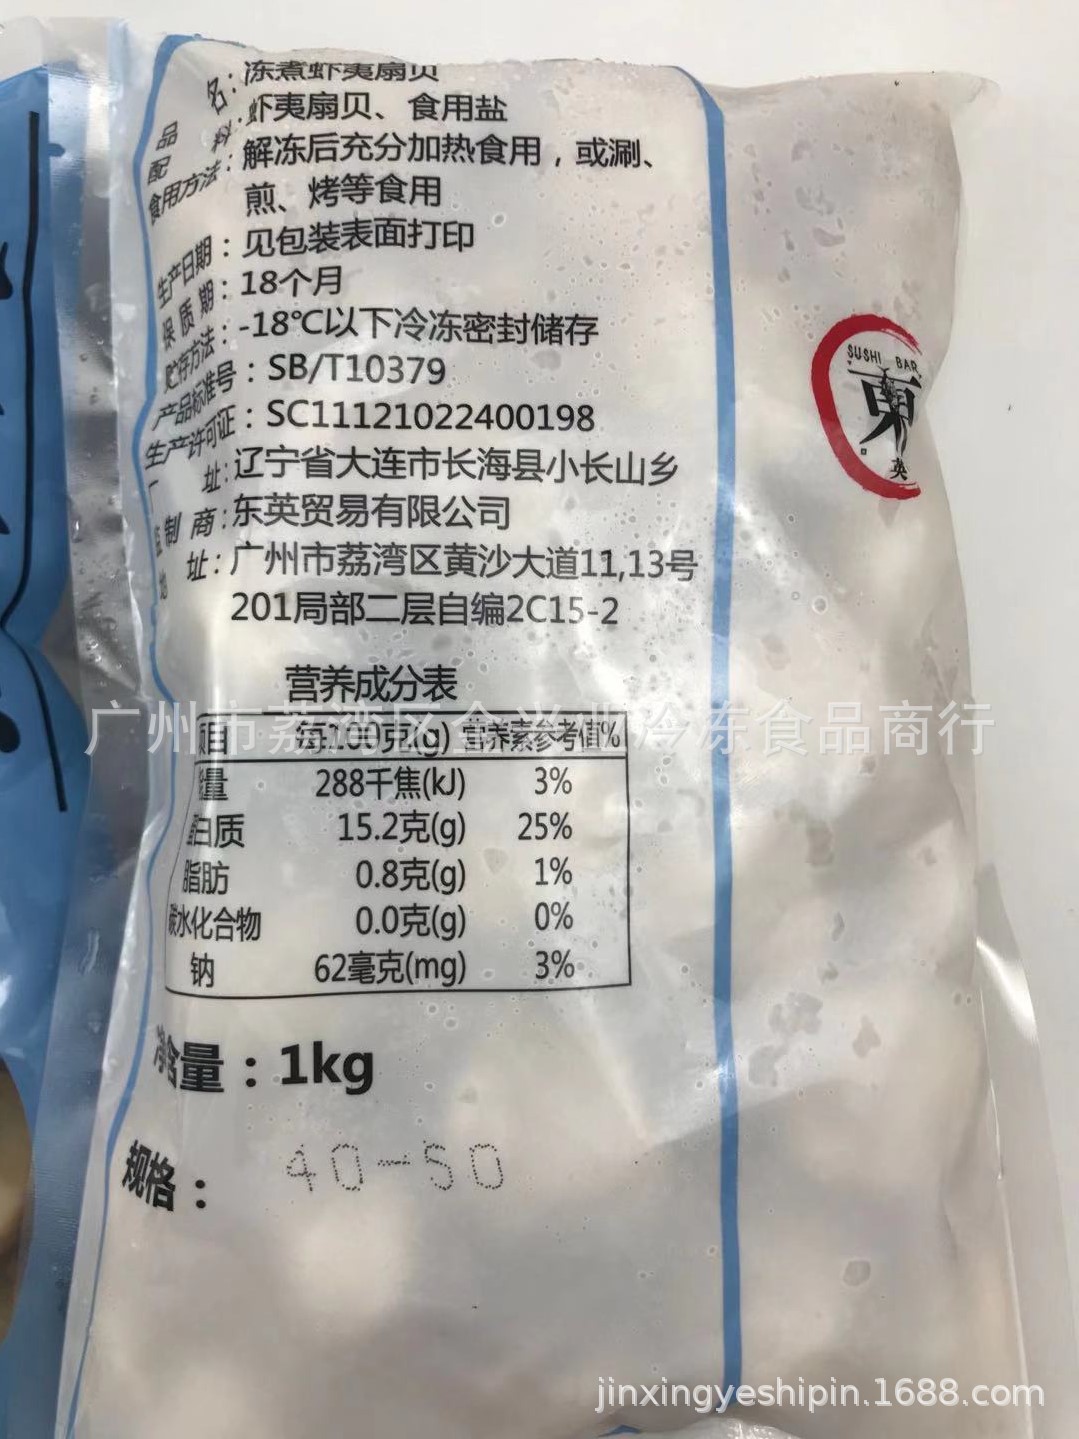 品 名：冻煮虾夷扇贝
配 料：虾夷扇贝、食用盐
食用方法：解冻后充分加热食用，或涮、
煎、烤等食用
生产日期：见包装表面打印
保质期：18个月
贮存方法：-18℃以下冷冻密封储存
产品标准号：SB/T10379
生产许可证：SC11121022400198
厂 址：辽宁省大连市长海县小长山乡
监制商：东英贸易有限公司
地 址：广州市荔湾区黄沙大道11,13号
201局部二层自编2C15-2
SUSHI BAR
東
英
营养成分表
广州市荔湾区金兴业冷冻食品商行
项目 每100克(g) 营养素参考值%
能量 288千焦(kJ) 3%
蛋白质 15.2克(g) 25%
脂肪 0.8克(g) 1%
碳水化合物 0.0克(g) 0%
钠 62毫克(mg) 3%
净含量：1kg
规格：40-50
jinxingyeshipin.1688.com